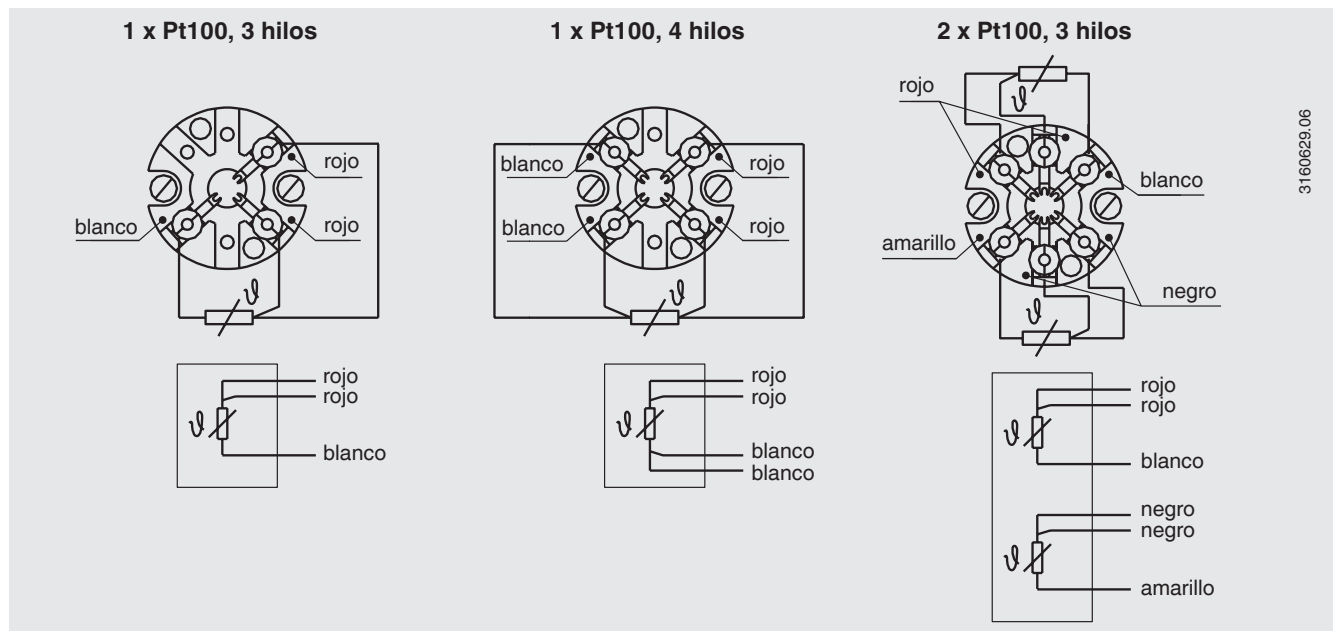 1 x Pt100, 3 hilos
rojo
blanco
rojo
ϑ
rojo
rojo
ϑ
blanco
1 x Pt100, 4 hilos
blanco
rojo
blanco
rojo
ϑ
rojo
rojo
ϑ
blanco
blanco
2 x Pt100, 3 hilos
rojo
ϑ
blanco
amarillo
negro
ϑ
rojo
rojo
ϑ
blanco
negro
negro
ϑ
amarillo
3160629.06